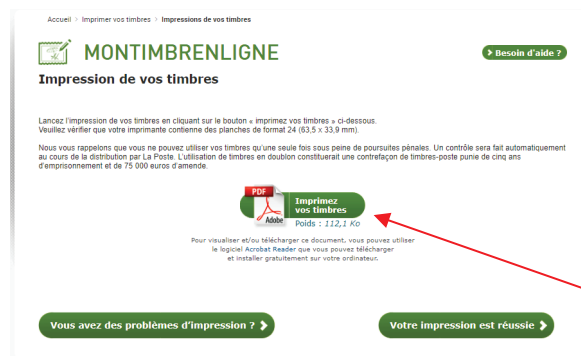 Accueil > Imprimer vos timbres > Impressions de vos timbres
MONTIMBRENLIGNE
Besoin d'aide ?
Impression de vos timbres
Lancez l'impression de vos timbres en cliquant sur le bouton « imprimez vos timbres » ci-dessous.
Veuillez vérifier que votre imprimante contienne des planches de format 24 (63,5 x 33,9 mm).
Nous vous rappelons que vous ne pouvez utiliser vos timbres qu'une seule fois sous peine de poursuites pénales. Un contrôle sera fait automatiquement
au cours de la distribution par La Poste. L'utilisation de timbres en doublon constituerait une contrefaçon de timbres-poste punie de cinq ans
d'emprisonnement et de 75 000 euros d'amende.
PDF
Adobe
Imprimez
vos timbres
Poids : 112,1 Ko
Pour visualiser et/ou télécharger ce document, vous pouvez utiliser
le logiciel Acrobat Reader que vous pouvez télécharger
et installer gratuitement sur votre ordinateur.
Vous avez des problèmes d'impression ?
Votre impression est réussie